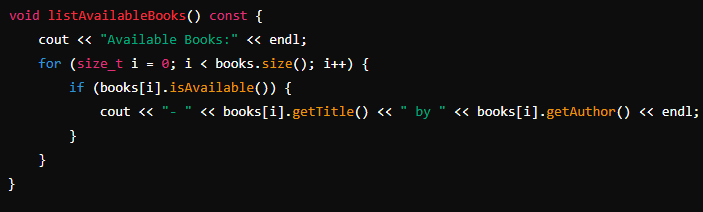 void listAvailableBooks() const {
    cout << "Available Books:" << endl;
    for (size_t i = 0; i < books.size(); i++) {
        if (books[i].isAvailable()) {
            cout << "- " << books[i].getTitle() << " by " << books[i].getAuthor() << endl;
        }
    }
}